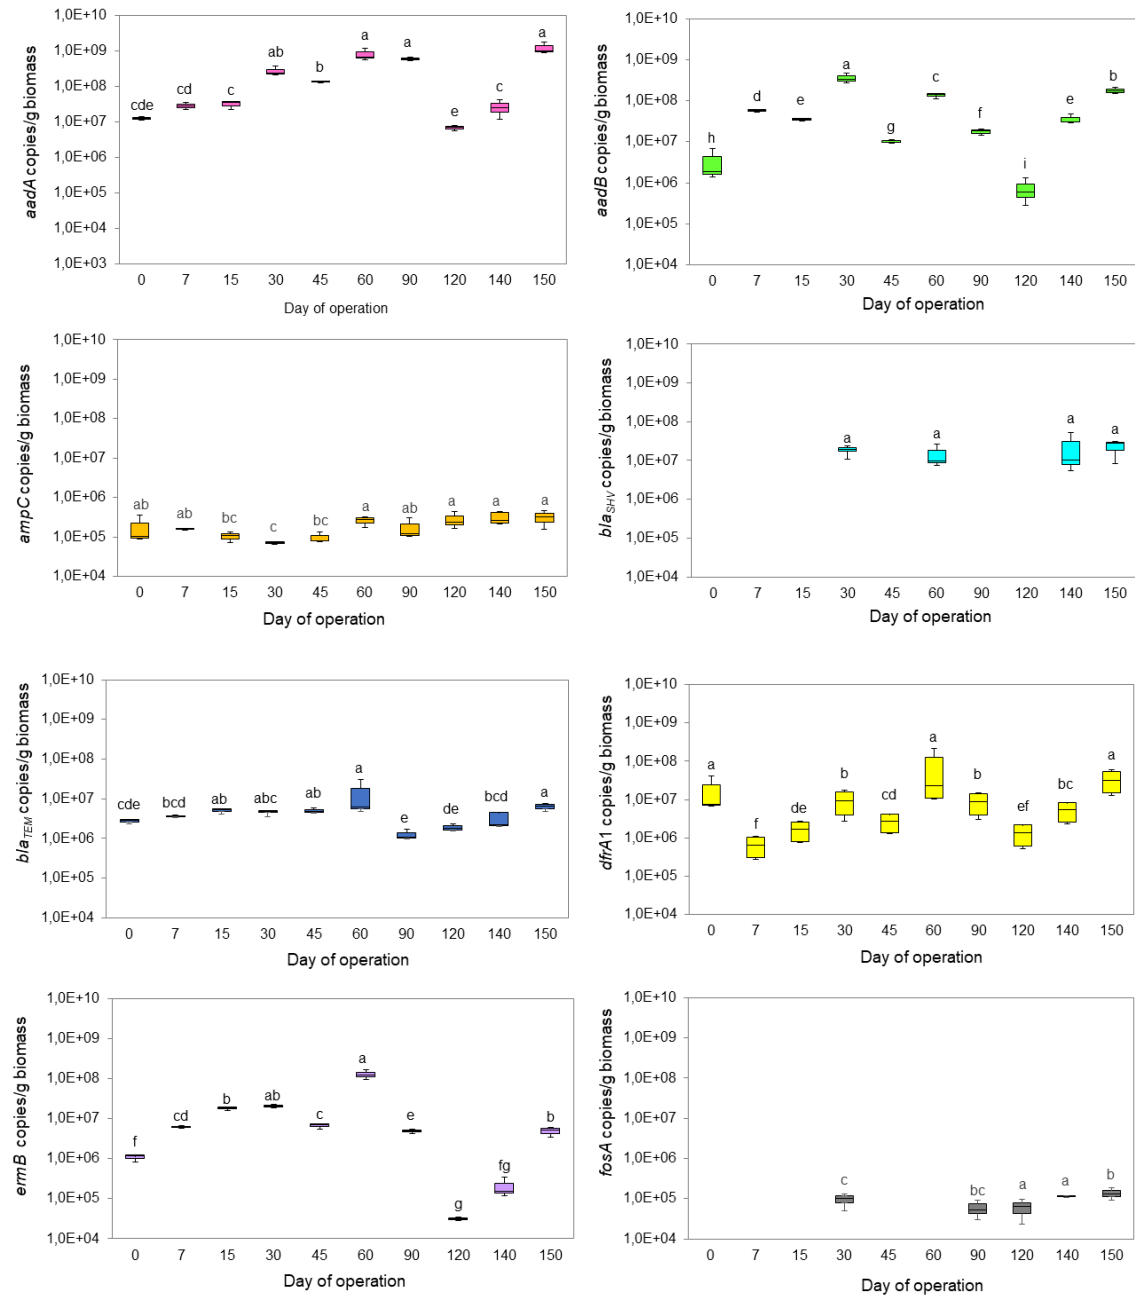 aadA copies/g biomass
1,0E+10
1,0E+09
1,0E+08
1,0E+07
1,0E+06
1,0E+05
1,0E+04
1,0E+03
cde cd c ab b a a e c a
0 7 15 30 45 60 90 120 140 150
Day of operation
aadB copies/g biomass
1,0E+10
1,0E+09
1,0E+08
1,0E+07
1,0E+06
1,0E+05
1,0E+04
h d e a g c f i e b
0 7 15 30 45 60 90 120 140 150
Day of operation
ampC copies/g biomass
1,0E+10
1,0E+09
1,0E+08
1,0E+07
1,0E+06
1,0E+05
1,0E+04
ab ab bc c bc a ab a a a
0 7 15 30 45 60 90 120 140 150
Day of operation
blaSHV copies/g biomass
1,0E+10
1,0E+09
1,0E+08
1,0E+07
1,0E+06
1,0E+05
1,0E+04
a a a a
0 7 15 30 45 60 90 120 140 150
Day of operation
blaTEM copies/g biomass
1,0E+10
1,0E+09
1,0E+08
1,0E+07
1,0E+06
1,0E+05
1,0E+04
cde bcd ab abc ab a e de bcd a
0 7 15 30 45 60 90 120 140 150
Day of operation
dfrA1 copies/g biomass
1,0E+10
1,0E+09
1,0E+08
1,0E+07
1,0E+06
1,0E+05
1,0E+04
a f de b cd a b ef bc a
0 7 15 30 45 60 90 120 140 150
Day of operation
ermB copies/g biomass
1,0E+10
1,0E+09
1,0E+08
1,0E+07
1,0E+06
1,0E+05
1,0E+04
f cd b ab c a e g fg b
0 7 15 30 45 60 90 120 140 150
Day of operation
fosA copies/g biomass
1,0E+10
1,0E+09
1,0E+08
1,0E+07
1,0E+06
1,0E+05
1,0E+04
c bc a a b
0 7 15 30 45 60 90 120 140 150
Day of operation